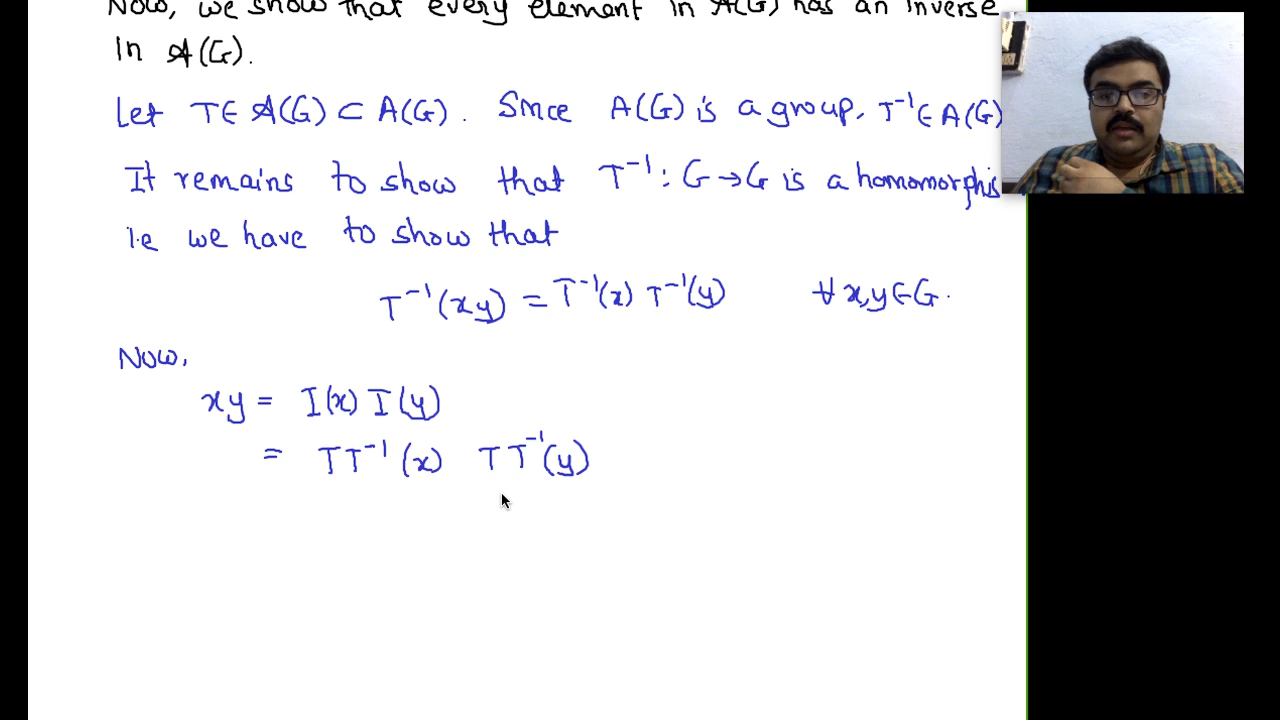 Now, we show that every element in 𝒜(G) has an inverse
in 𝒜(G).
Let T∈ 𝒜(G) ⊂ A(G). Since A(G) is a group, T⁻¹∈ A(G)
It remains to show that T⁻¹: G→G is a homomorphis
i.e we have to show that
T⁻¹(xy) = T⁻¹(x) T⁻¹(y) ∀ x,y∈G.
Now,
xy = I(x) I(y)
= TT⁻¹(x) TT⁻¹(y)